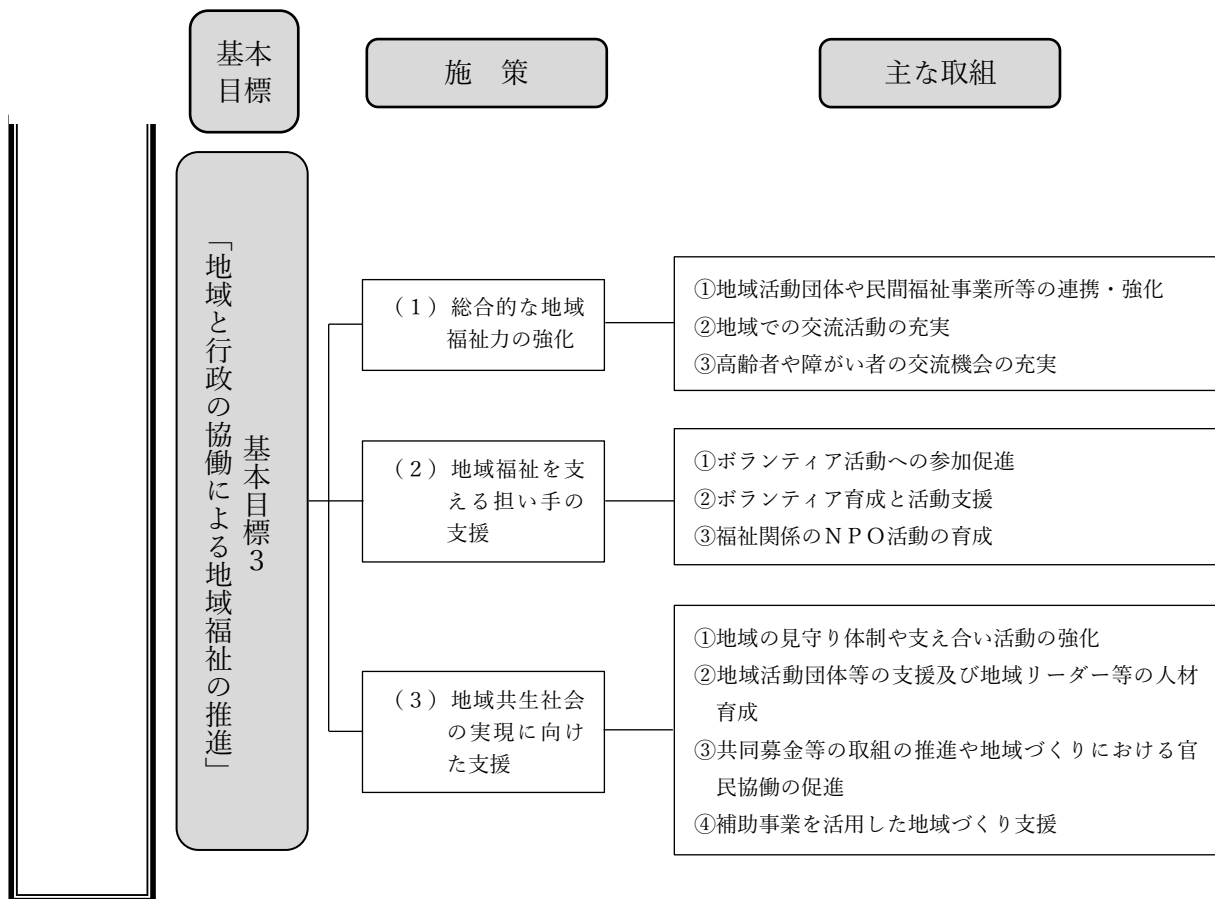 基本
目標
施　策
主な取組
基本目標３
「地域と行政の協働による地域福祉の推進」
（１）総合的な地域
福祉力の強化
①地域活動団体や民間福祉事業所等の連携・強化
②地域での交流活動の充実
③高齢者や障がい者の交流機会の充実
（２）地域福祉を支
える担い手の
支援
①ボランティア活動への参加促進
②ボランティア育成と活動支援
③福祉関係のＮＰＯ活動の育成
（３）地域共生社会
の実現に向け
た支援
①地域の見守り体制や支え合い活動の強化
②地域活動団体等の支援及び地域リーダー等の人材
育成
③共同募金等の取組の推進や地域づくりにおける官
民協働の促進
④補助事業を活用した地域づくり支援